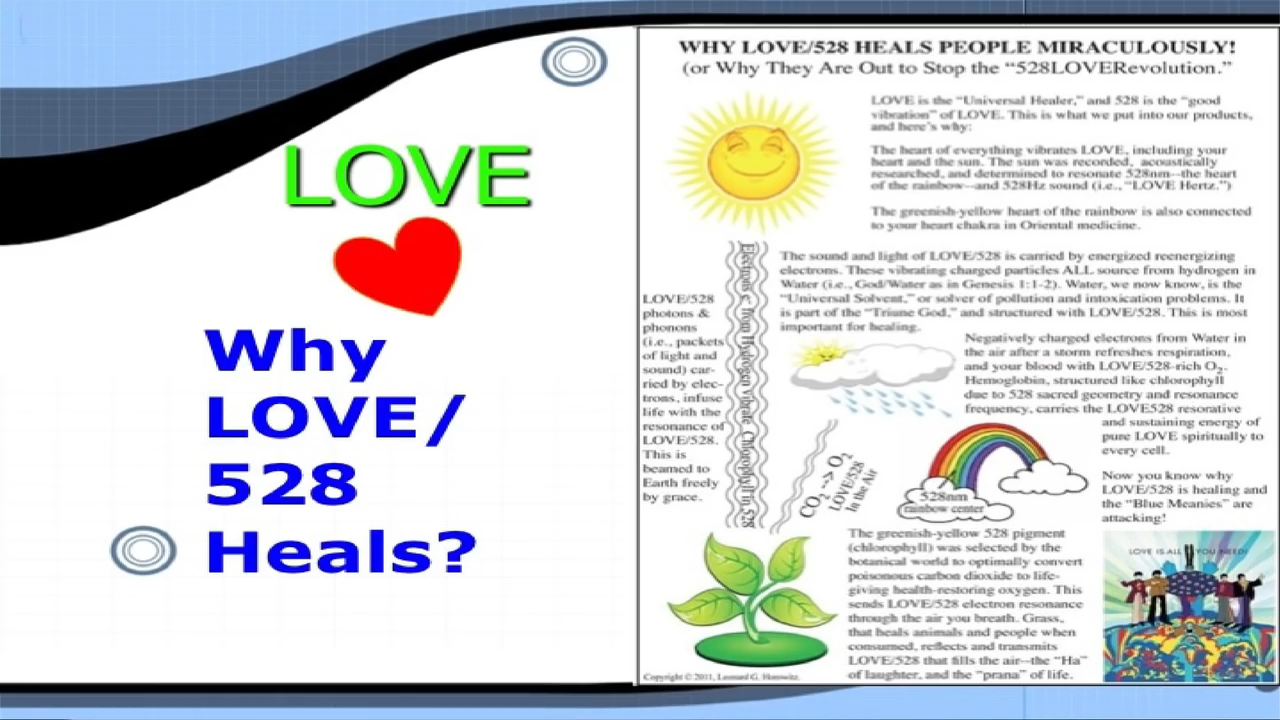 LOVE
Why
LOVE/
528
Heals?
WHY LOVE/528 HEALS PEOPLE MIRACULOUSLY!
(or Why They Are Out to Stop the “528LOVERevolution.”
LOVE is the “Universal Healer,” and 528 is the “good
vibration” of LOVE. This is what we put into our products,
and here’s why:
The heart of everything vibrates LOVE, including your
heart and the sun. The sun was recorded, acoustically
researched, and determined to resonate 528nm--the heart
of the rainbow--and 528Hz sound (i.e., “LOVE Hertz.”)
The greenish-yellow heart of the rainbow is also connected
to your heart chakra in Oriental medicine.
The sound and light of LOVE/528 is carried by energized reenergizing
electrons. These vibrating charged particles ALL source from hydrogen in
Water (i.e., God/Water as in Genesis 1:1-2). Water, we now know, is the
“Universal Solvent,” or solver of pollution and intoxication problems. It
is part of the “Triune God,” and structured with LOVE/528. This is most
important for healing.
LOVE/528
photons &
phonons
(i.e., packets
of light and
sound) car-
ried by elec-
trons, infuse
life with the
resonance of
LOVE/528.
This is
beamed to
Earth freely
by grace.
Electrons e- from Hydrogen vibrate Chlorophyll in 528
Negatively charged electrons from Water in
the air after a storm refreshes respiration,
and your blood with LOVE/528-rich O2-
Hemoglobin, structured like chlorophyll
due to 528 sacred geometry and resonance
frequency, carries the LOVE528 resorative
and sustaining energy of
pure LOVE spiritually to
every cell.
Now you know why
LOVE/528 is healing and
the “Blue Meanies” are
attacking!
CO2 --> O2
LOVE/528
In the Air
528nm
rainbow center
The greenish-yellow 528 pigment
(chlorophyll) was selected by the
botanical world to optimally convert
poisonous carbon dioxide to life-
giving health-restoring oxygen. This
sends LOVE/528 electron resonance
through the air you breath. Grass,
that heals animals and people when
consumed, reflects and transmits
LOVE/528 that fills the air--the “Ha”
of laughter, and the “prana” of life.
LOVE IS ALL YOU NEED!
Copyright © 2011, Leonard G. Horowitz.